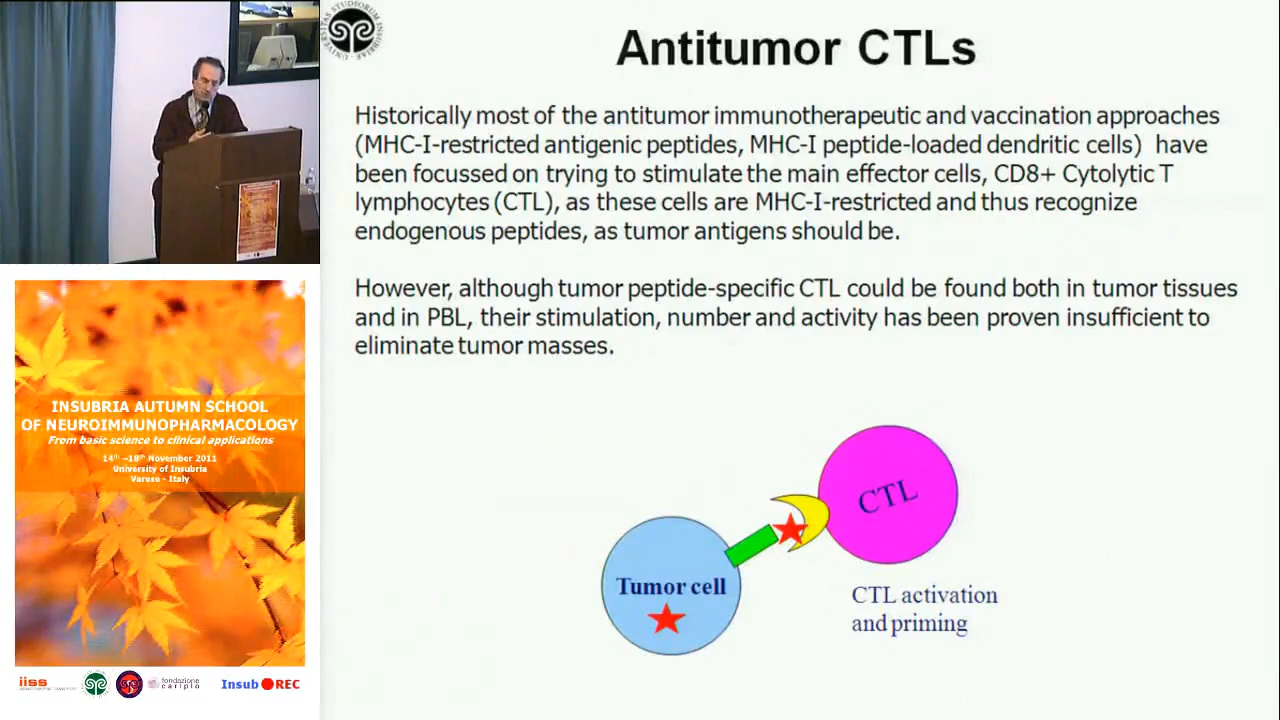 Antitumor CTLs
Historically most of the antitumor immunotherapeutic and vaccination approaches
(MHC-I-restricted antigenic peptides, MHC-I peptide-loaded dendritic cells) have
been focussed on trying to stimulate the main effector cells, CD8+ Cytolytic T
lymphocytes (CTL), as these cells are MHC-I-restricted and thus recognize
endogenous peptides, as tumor antigens should be.
However, although tumor peptide-specific CTL could be found both in tumor tissues
and in PBL, their stimulation, number and activity has been proven insufficient to
eliminate tumor masses.
CTL
Tumor cell
CTL activation
and priming
INSUBRIA AUTUMN SCHOOL
OF NEUROIMMUNOPHARMACOLOGY
From basic science to clinical applications
14th –18th November 2011
University of Insubria
Varese - Italy
iiss
fondazione
cariplo
Insub REC